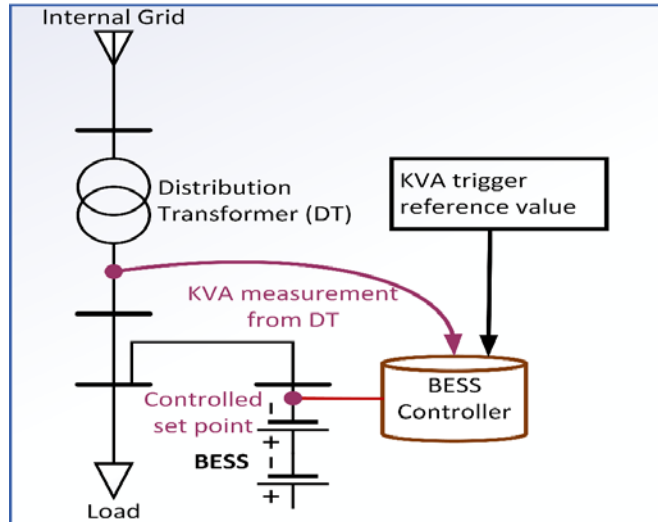 Internal Grid
Distribution
Transformer (DT)
KVA trigger
reference value
KVA measurement
from DT
BESS
Controller
Controlled
set point
BESS
Load